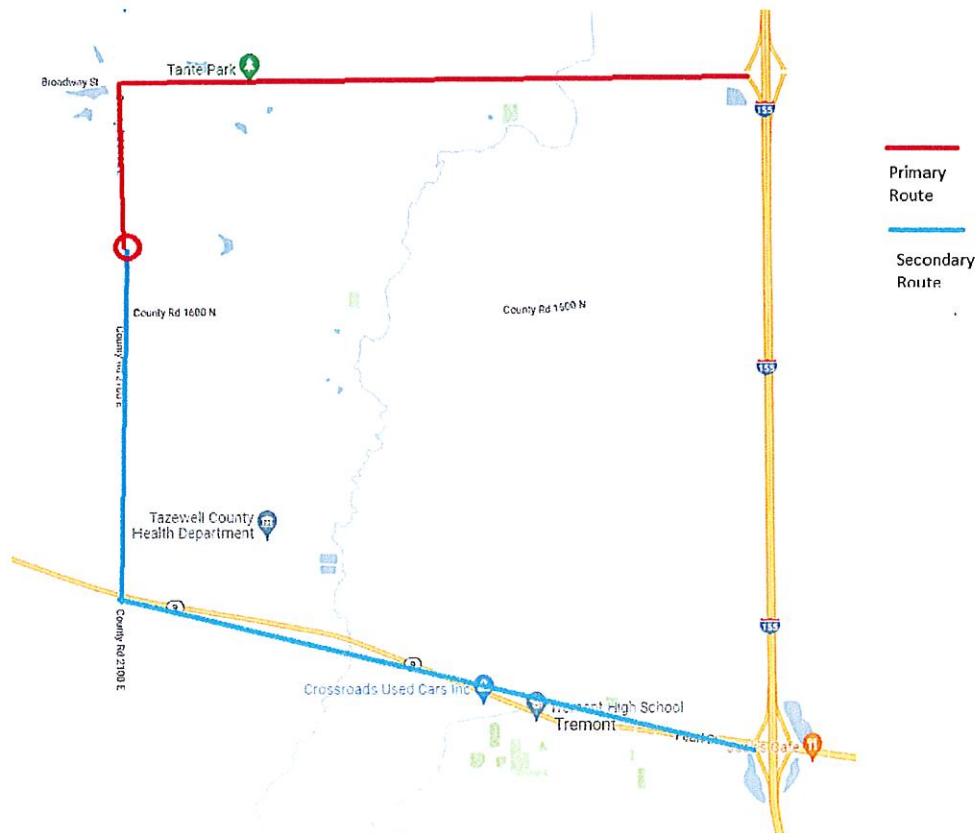 Tante Park
Broadway St
155
Primary
Route
Secondary
Route
County Rd 1600 N
County Rd 1600 N
155
Tazewell County
Health Department
9
County Rd 2100 E
9
155
Crossroads Used Cars Inc
High School
Tremont